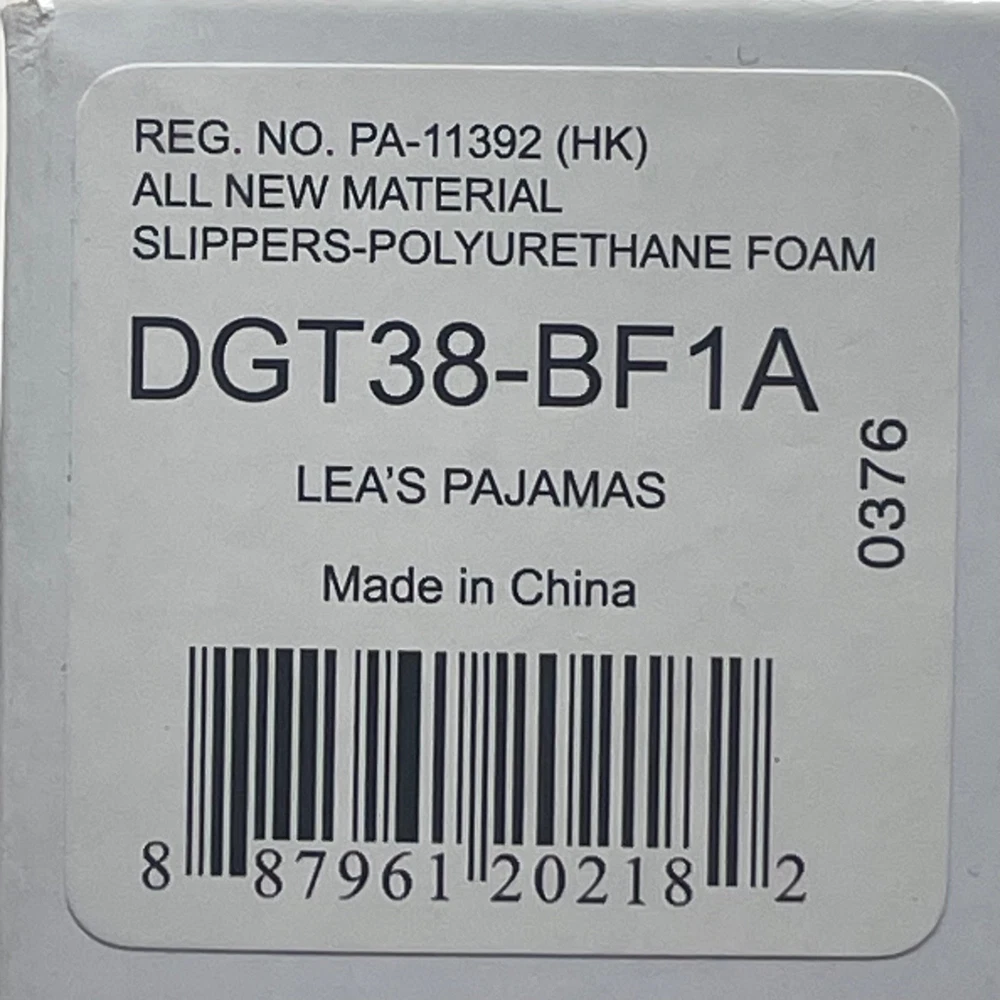 REG. NO. PA-11392 (HK)
ALL NEW MATERIAL
SLIPPERS-POLYURETHANE FOAM
DGT38-BF1A
0376
LEA'S PAJAMAS
Made in China
8 87961 20218 2